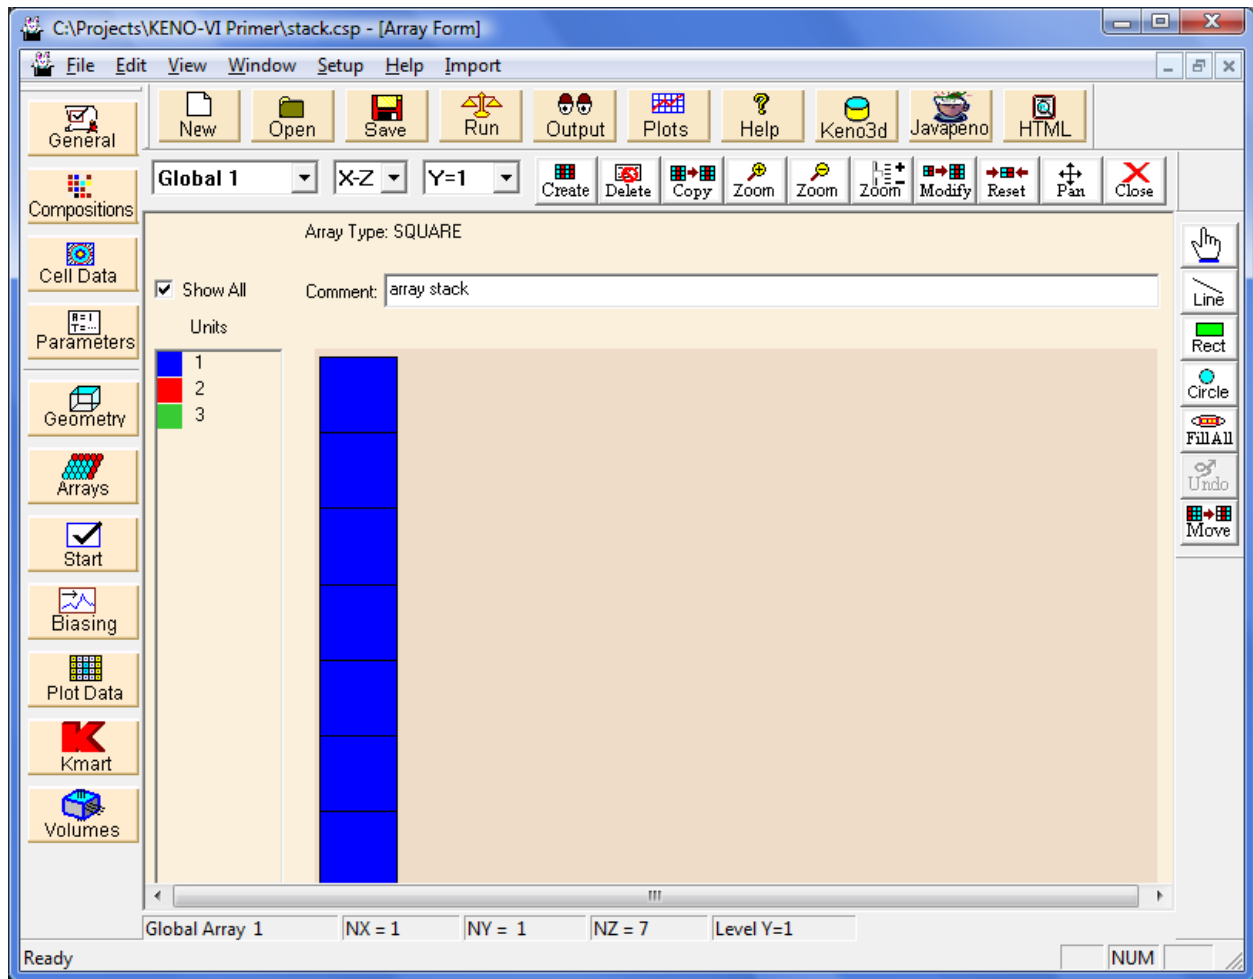 C:\Projects\KENO-VI Primer\stack.csp - [Array Form]
File Edit View Window Setup Help Import
General
New Open Save Run Output Plots Help Keno3d Javapeno HTML
Global 1 X-Z Y=1 Create Delete Copy Zoom Zoom Zoom Modify Reset Pan Close
Compositions
Array Type: SQUARE
Cell Data
Show All Comment: array stack
Line
R=1
T=...
Parameters
Units
Rect
1
2
3
Circle
Geometry
Fill All
Arrays
Undo
Move
Start
Biasing
Plot Data
K
Kmart
Volumes
Global Array 1 NX = 1 NY = 1 NZ = 7 Level Y=1
Ready NUM